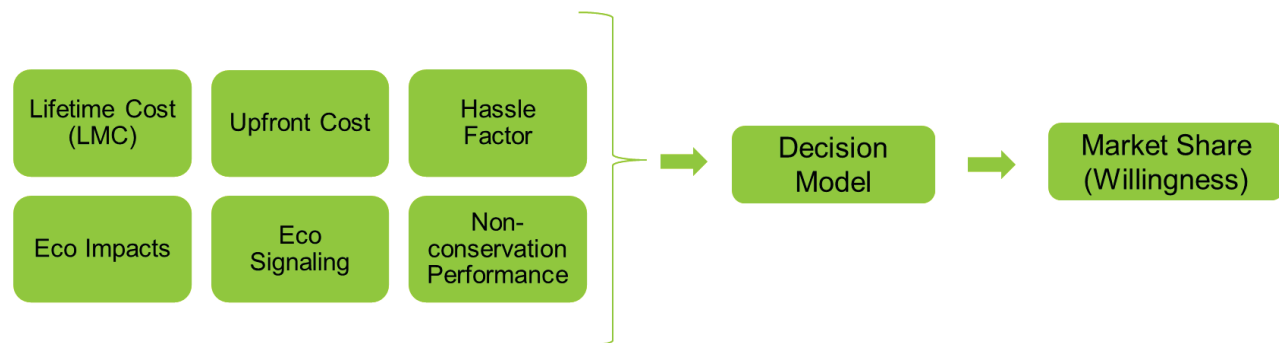 Lifetime Cost
(LMC)
Upfront Cost
Hassle
Factor
Eco Impacts
Eco
Signaling
Non-
conservation
Performance
Decision
Model
Market Share
(Willingness)